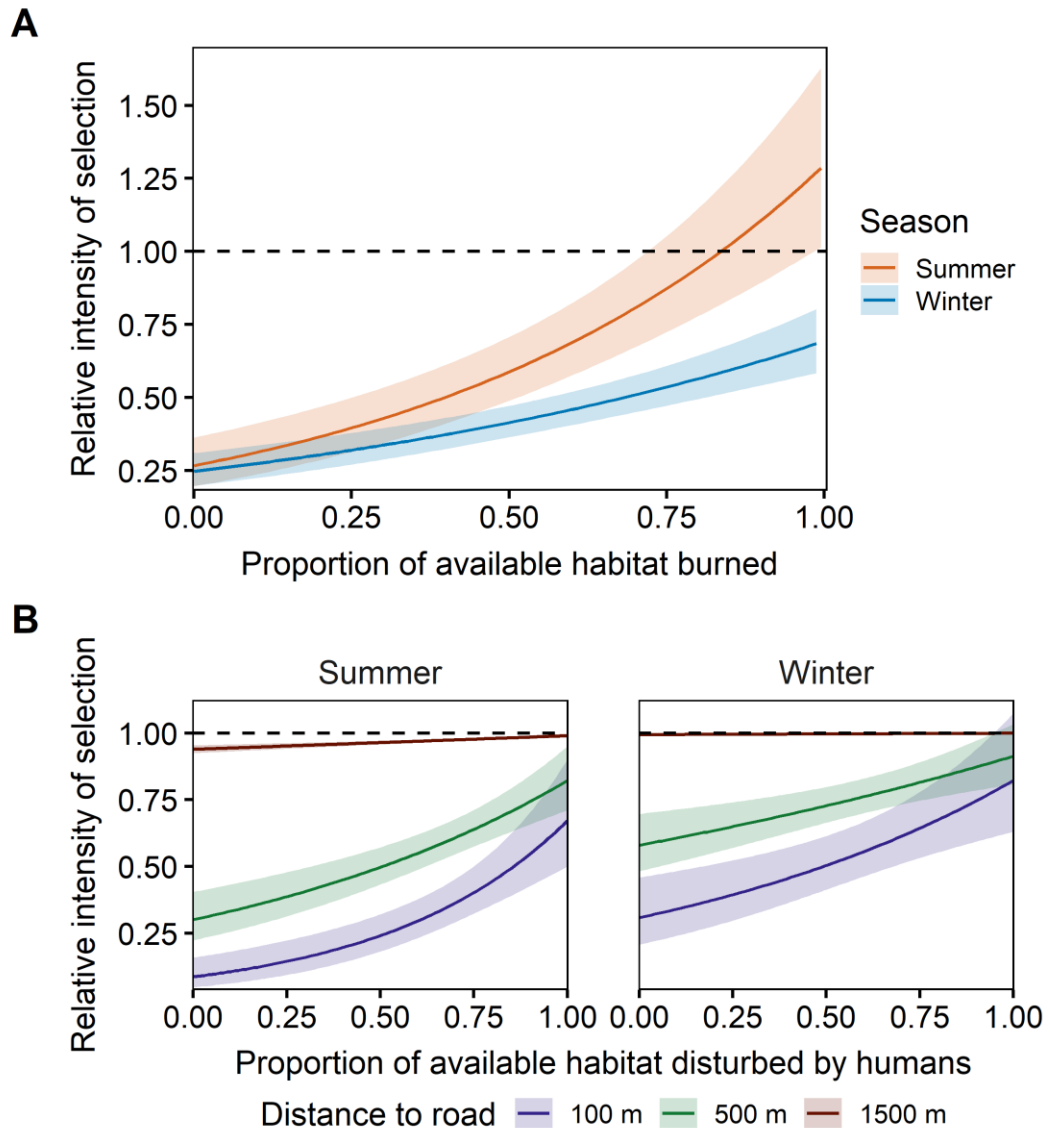 A
Relative intensity of selection
1.50
1.25
1.00
0.75
0.50
0.25
0.00 0.25 0.50 0.75 1.00
Proportion of available habitat burned
Season
Summer
Winter
B
Relative intensity of selection
Summer
Winter
1.00
0.75
0.50
0.25
0.00 0.25 0.50 0.75 1.00
0.00 0.25 0.50 0.75 1.00
Proportion of available habitat disturbed by humans
Distance to road 100 m 500 m 1500 m